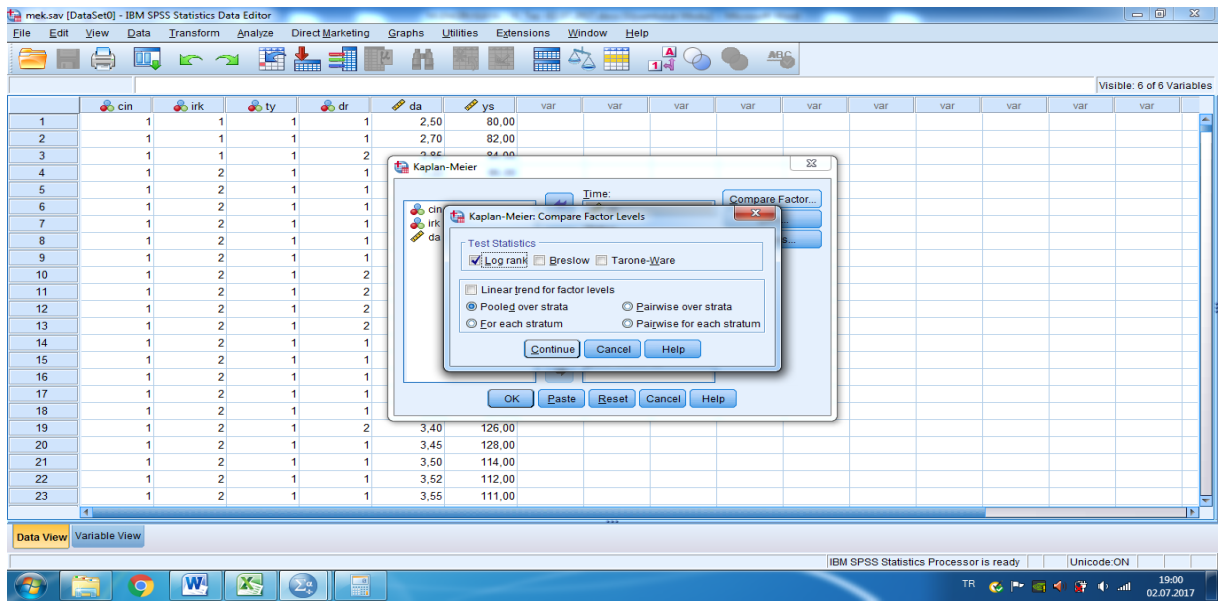 mek.sav [DataSet0] - IBM SPSS Statistics Data Editor
File Edit View Data Transform Analyze Direct Marketing Graphs Utilities Extensions Window Help
Visible: 6 of 6 Variables
cin irk ty dr da ys var var var var var var var var var
1 1 1 1 1 2,50 80,00
2 1 1 1 1 2,70 82,00
3 1 1 1 2
4 1 2 1 1
5 1 2 1 1
6 1 2 1 1
7 1 2 1 1
8 1 2 1 1
9 1 2 1 1
10 1 2 1 2
11 1 2 1 2
12 1 2 1 2
13 1 2 1 2
14 1 2 1 1
15 1 2 1 1
16 1 2 1 1
17 1 2 1 1
18 1 2 1 1
19 1 2 1 2 3,40 126,00
20 1 2 1 1 3,45 128,00
21 1 2 1 1 3,50 114,00
22 1 2 1 1 3,52 112,00
23 1 2 1 1 3,55 111,00
Kaplan-Meier
Time:
Compare Factor...
cin
irk
da
Kaplan-Meier: Compare Factor Levels
Test Statistics
Log rank Breslow Tarone-Ware
Linear trend for factor levels
Pooled over strata Pairwise over strata
For each stratum Pairwise for each stratum
Continue Cancel Help
OK Paste Reset Cancel Help
Data View Variable View
IBM SPSS Statistics Processor is ready Unicode:ON
TR 19:00
02.07.2017